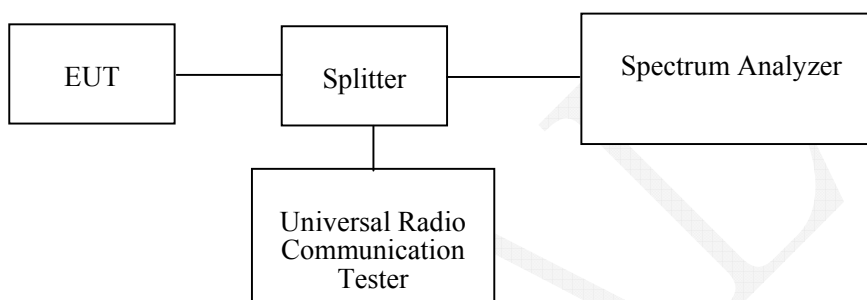 EUT
Splitter
Spectrum Analyzer
Universal Radio
Communication
Tester